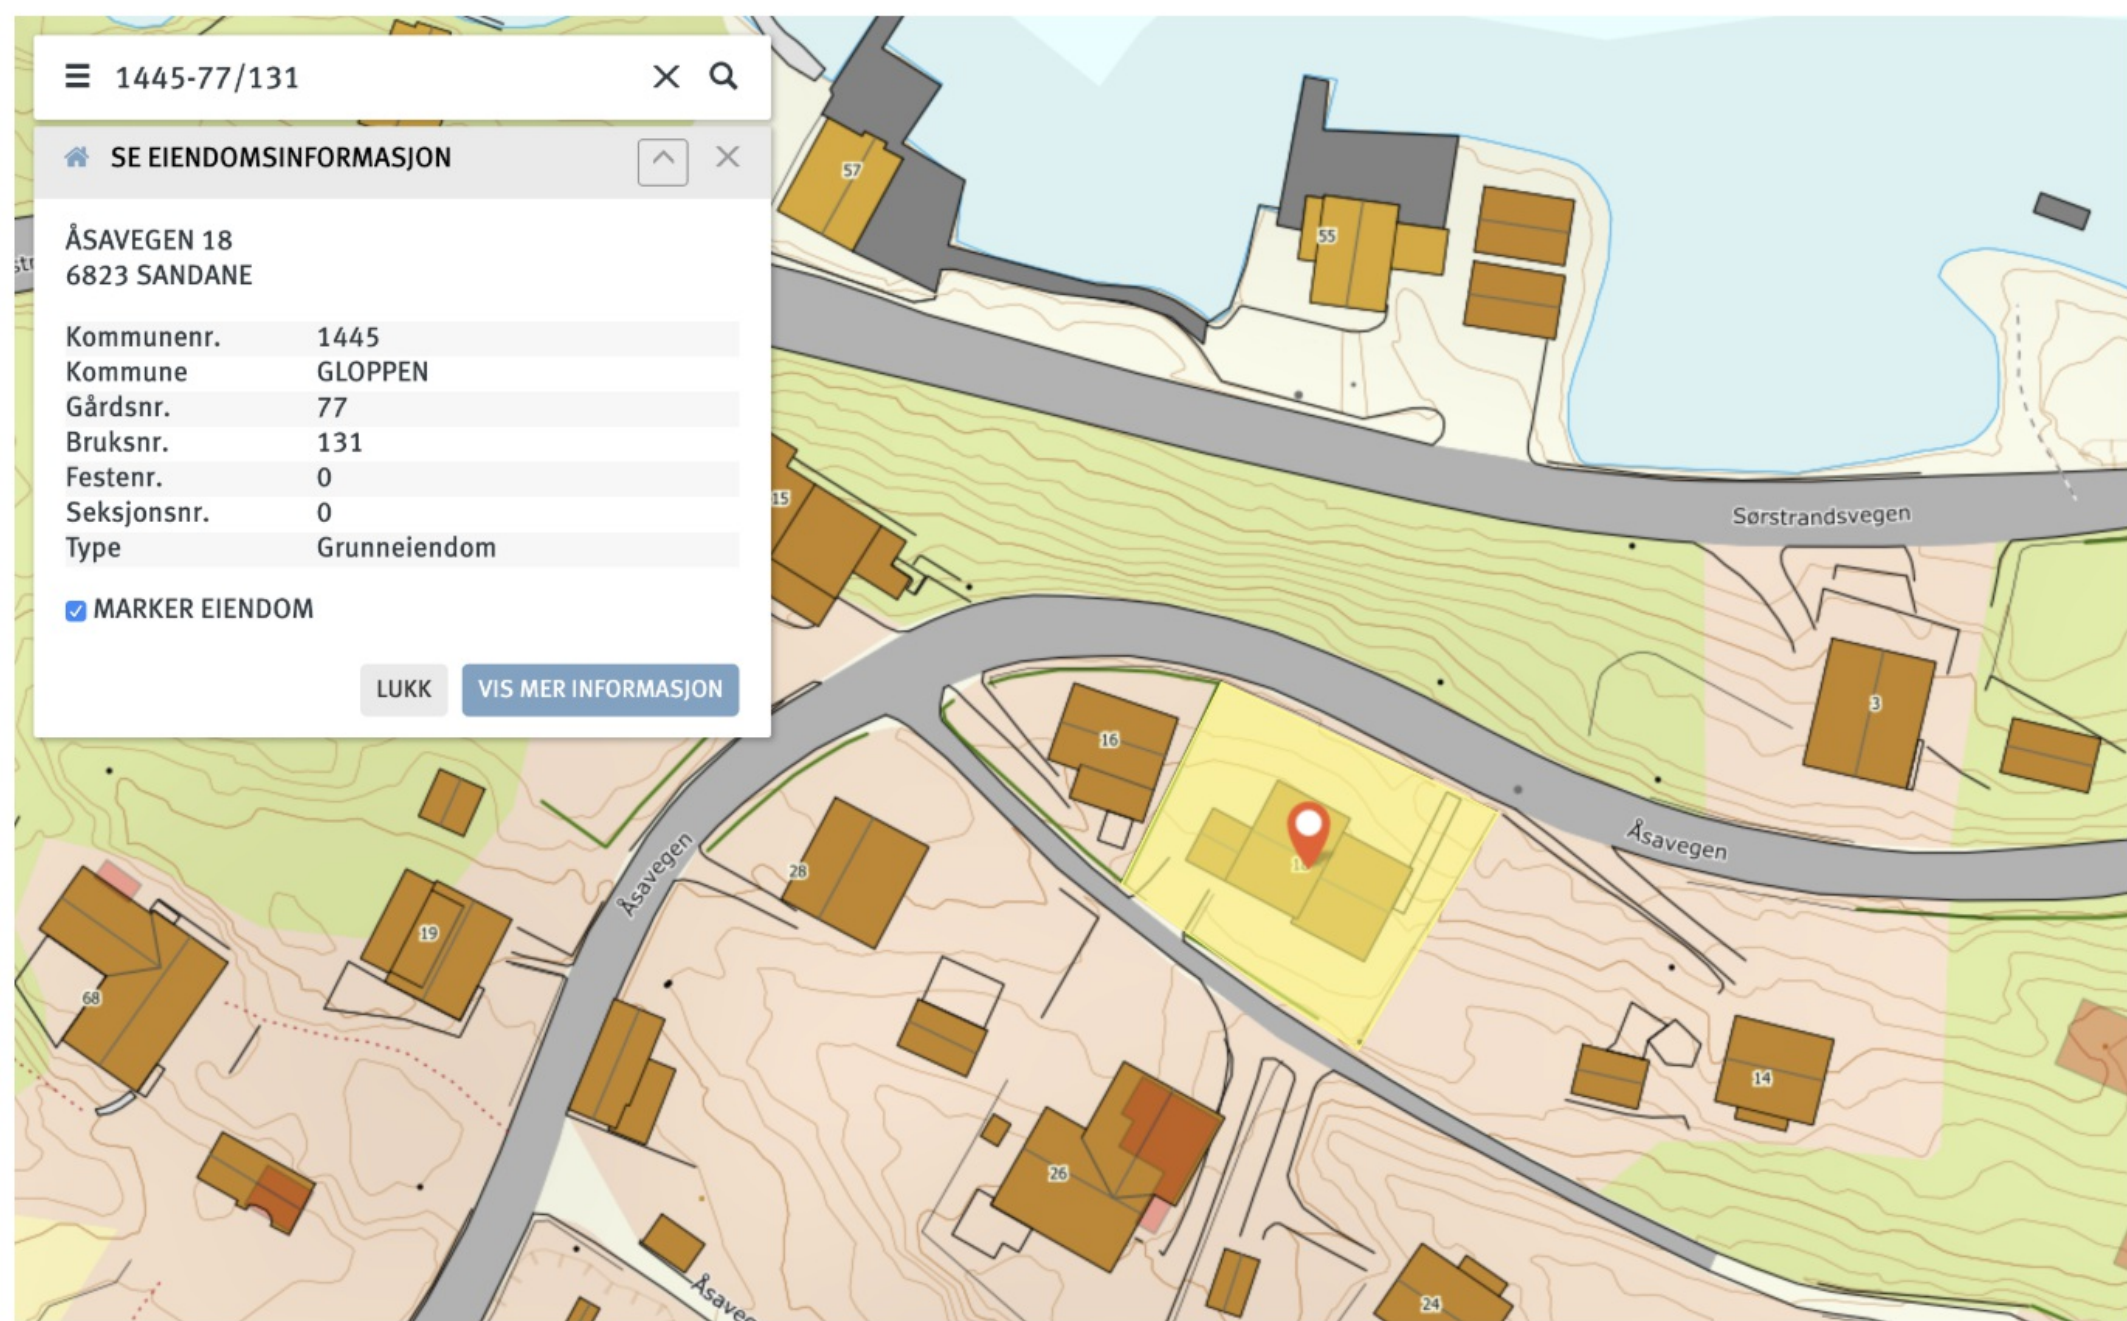 1445-77/131
SE EIENDOMSINFORMASJON
ÅSAVEGEN 18
6823 SANDANE
Kommunenr. 1445
Kommune GLOPPEN
Gårdsnr. 77
Bruksnr. 131
Festenr. 0
Seksjonsnr. 0
Type Grunneiendom
MARKER EIENDOM
LUKK VIS MER INFORMASJON
57
55
15
Sørstrandsvegen
3
16
Åsavegen
28
Åsavegen
19
68
14
26
24